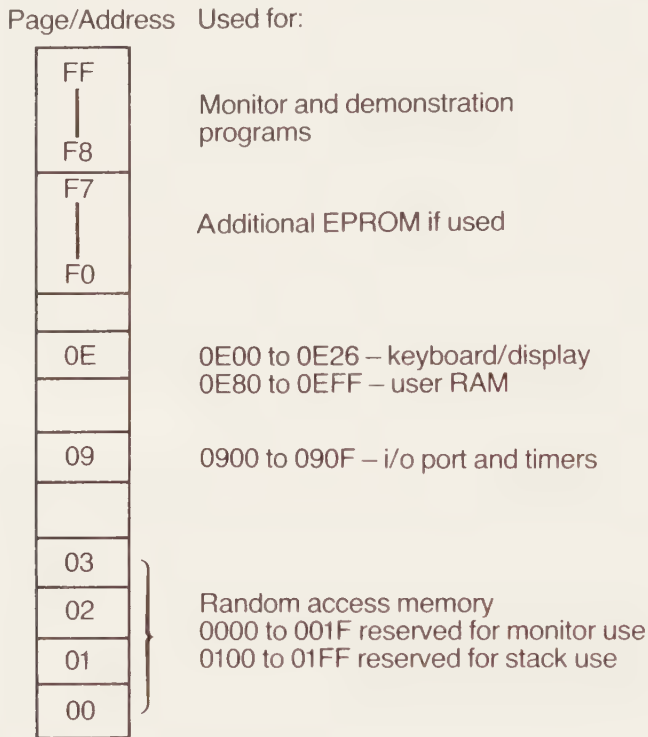 Page/Address Used for:
FF
F8
Monitor and demonstration
programs
F7
F0
Additional EPROM if used
0E
0E00 to 0E26 – keyboard/display
0E80 to 0EFF – user RAM
09
0900 to 090F – i/o port and timers
03
02
01
00
Random access memory
0000 to 001F reserved for monitor use
0100 to 01FF reserved for stack use